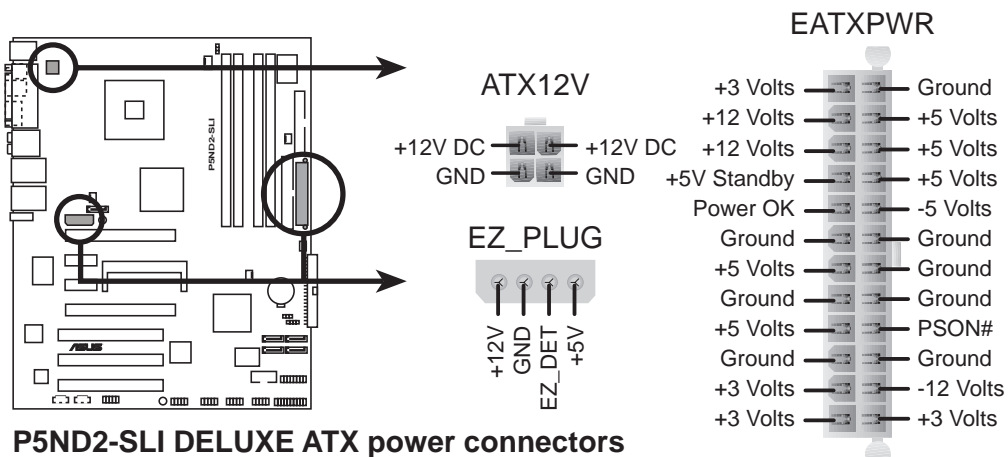 EATXPWR
+3 Volts Ground
+12 Volts +5 Volts
+12 Volts +5 Volts
+5V Standby +5 Volts
Power OK -5 Volts
Ground Ground
+5 Volts Ground
Ground Ground
+5 Volts PSON#
Ground Ground
+3 Volts -12 Volts
+3 Volts +3 Volts
ATX12V
+12V DC +12V DC
GND GND
EZ_PLUG
+12V
GND
EZ_DET
+5V
P5ND2-SLI
ASUS
P5ND2-SLI DELUXE ATX power connectors